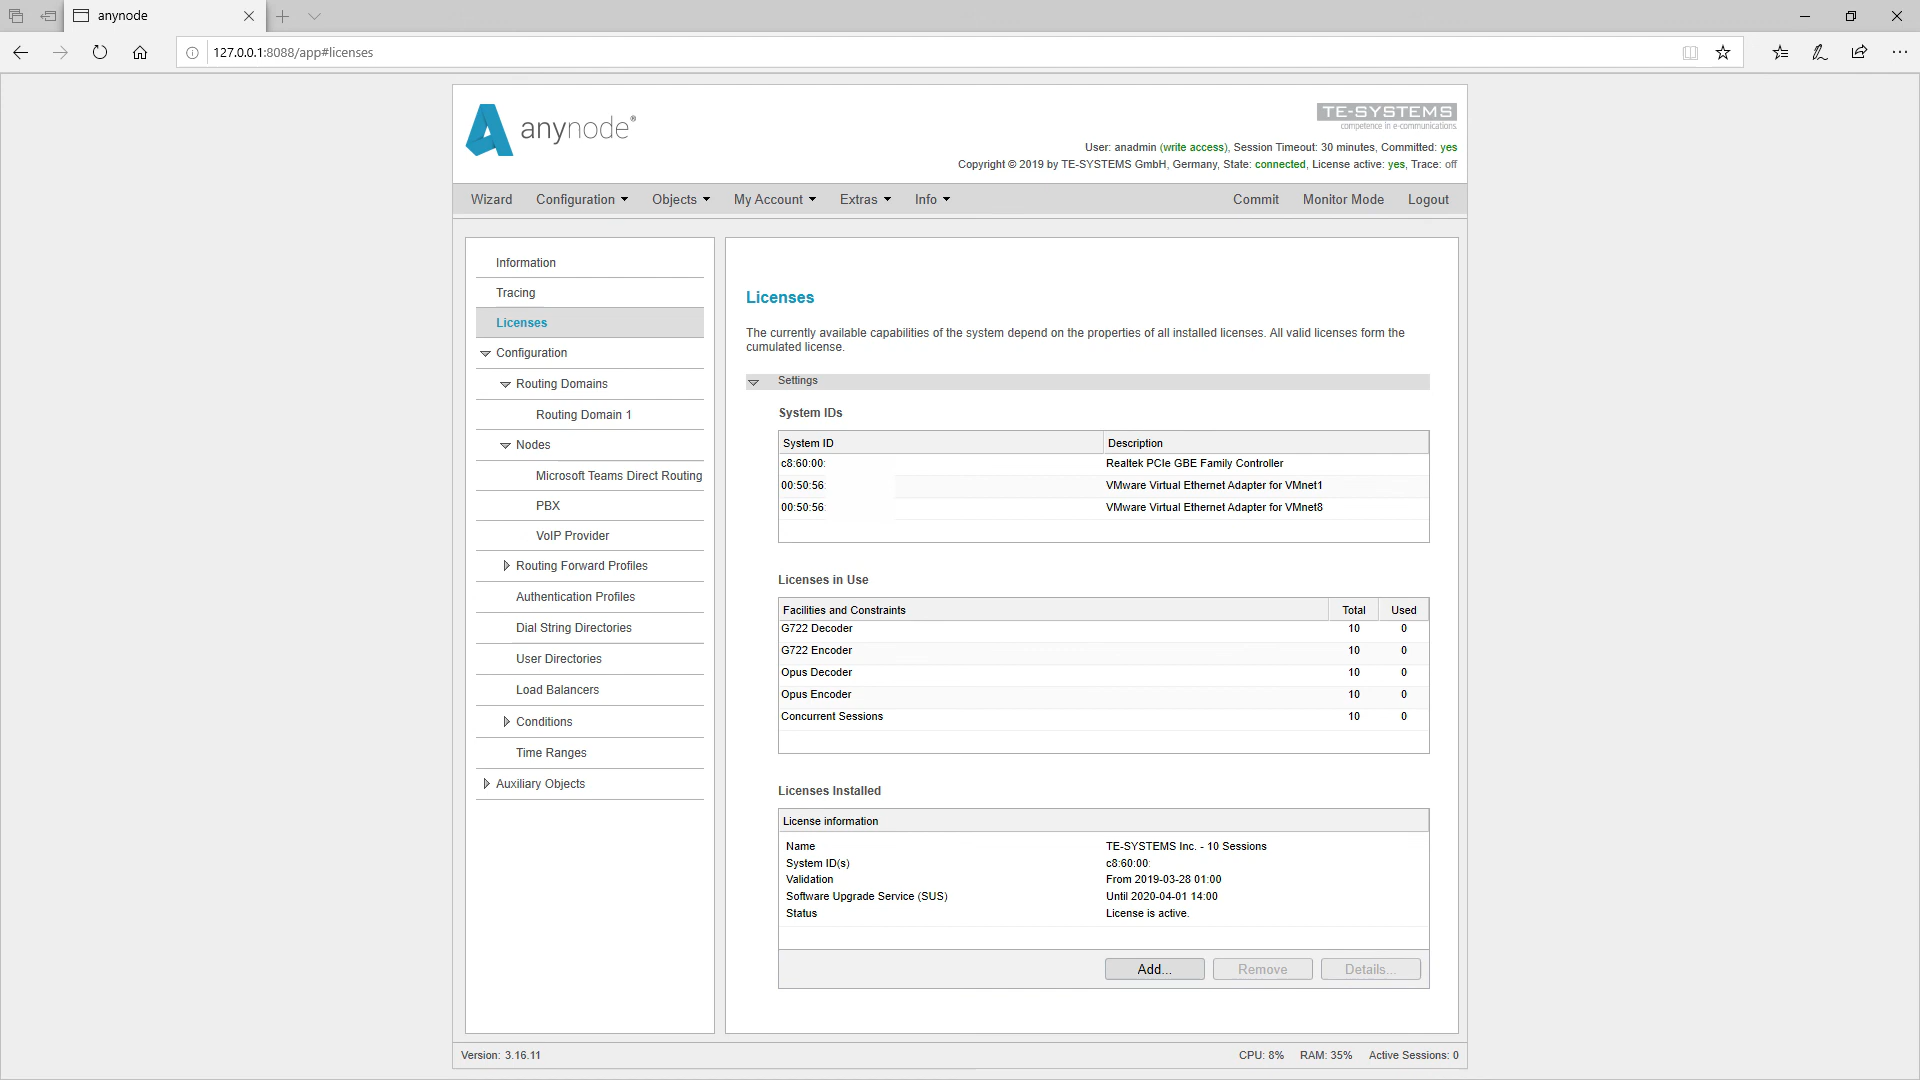 anynode
127.0.0.1:8088/app#licenses
anynode®
TE-SYSTEMS
competence in e-communications.
User: anadmin (write access), Session Timeout: 30 minutes, Committed: yes
Copyright © 2019 by TE-SYSTEMS GmbH, Germany, State: connected, License active: yes, Trace: off
Wizard Configuration Objects My Account Extras Info Commit Monitor Mode Logout
Information
Tracing
Licenses
Configuration
Routing Domains
Routing Domain 1
Nodes
Microsoft Teams Direct Routing
PBX
VoIP Provider
Routing Forward Profiles
Authentication Profiles
Dial String Directories
User Directories
Load Balancers
Conditions
Time Ranges
Auxiliary Objects
Licenses
The currently available capabilities of the system depend on the properties of all installed licenses. All valid licenses form the
cumulated license.
Settings
System IDs
System ID Description
c8:60:00: Realtek PCIe GBE Family Controller
00:50:56: VMware Virtual Ethernet Adapter for VMnet1
00:50:56: VMware Virtual Ethernet Adapter for VMnet8
Licenses in Use
Facilities and Constraints Total Used
G722 Decoder 10 0
G722 Encoder 10 0
Opus Decoder 10 0
Opus Encoder 10 0
Concurrent Sessions 10 0
Licenses Installed
License information
Name TE-SYSTEMS Inc. - 10 Sessions
System ID(s) c8:60:00:
Validation From 2019-03-28 01:00
Software Upgrade Service (SUS) Until 2020-04-01 14:00
Status License is active.
Add... Remove Details...
Version: 3.16.11 CPU: 8% RAM: 35% Active Sessions: 0